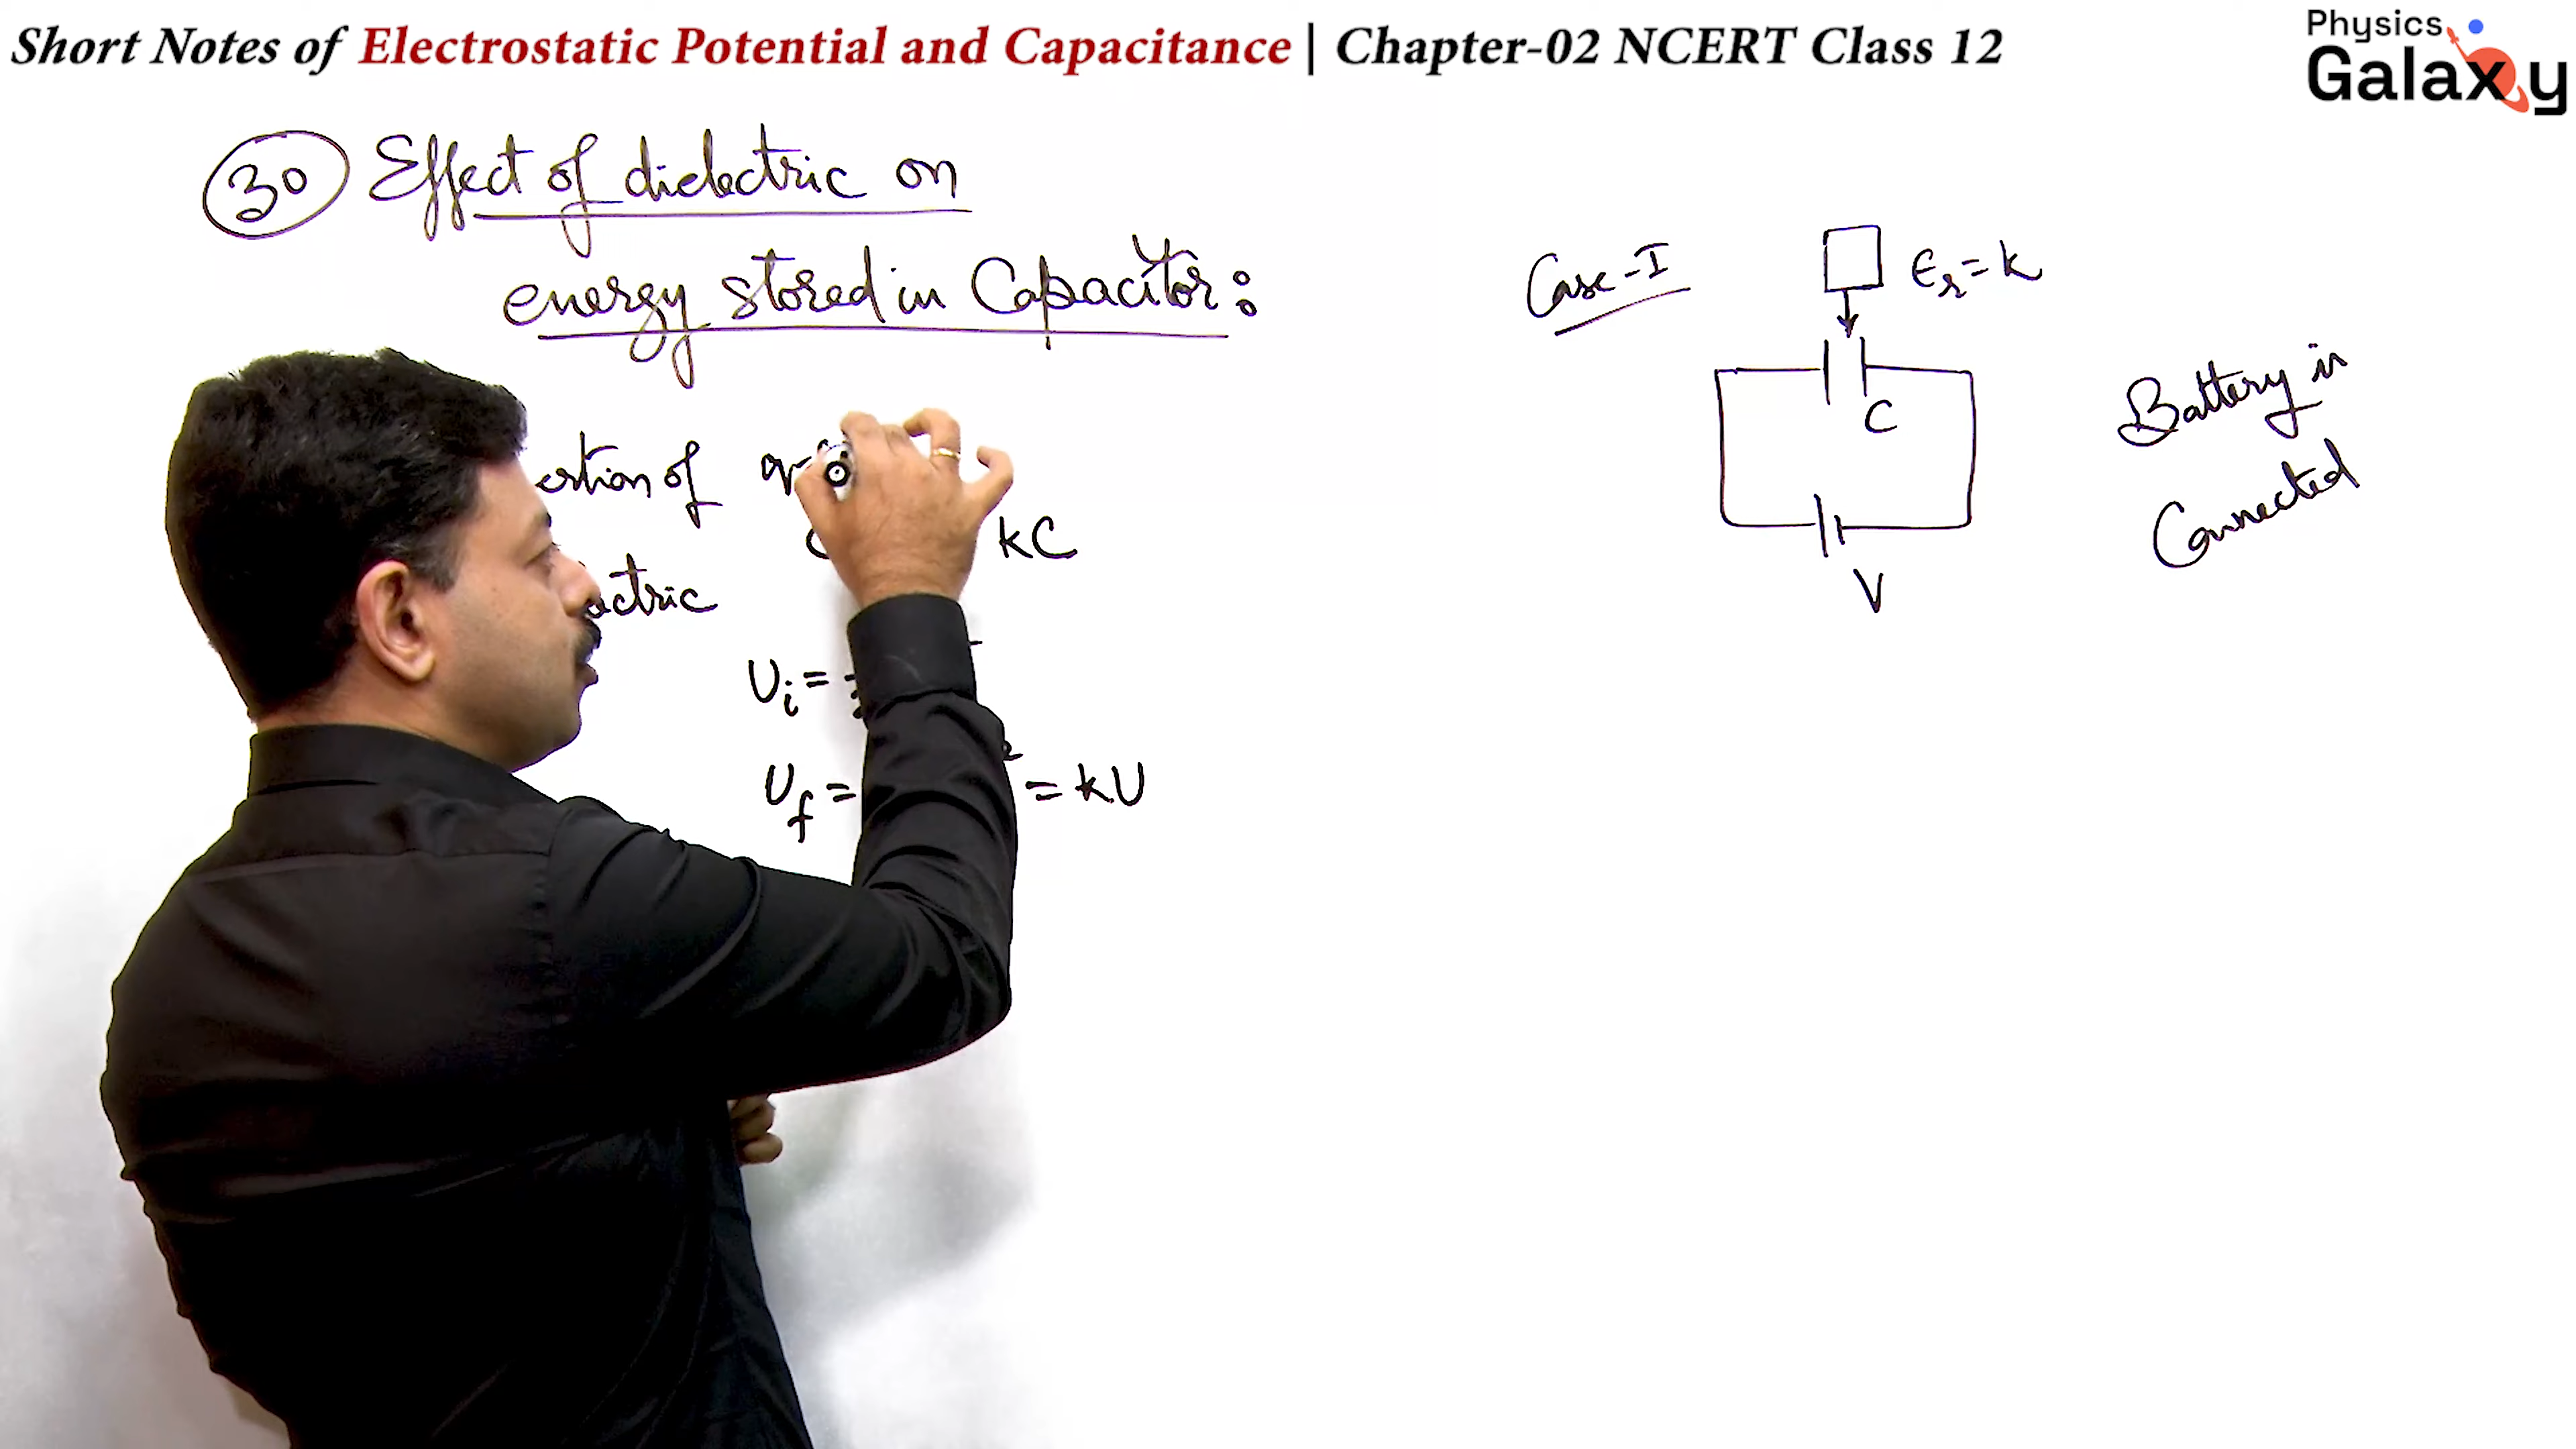 Short Notes of Electrostatic Potential and Capacitance | Chapter-02 NCERT Class 12
Physics
Galaxy
30 Effect of dielectric on
energy stored in Capacitor:
ertion of
kC
ectric
Ui =
Uf = = kU
Case-I
εr = k
C
V
Battery is
Connected